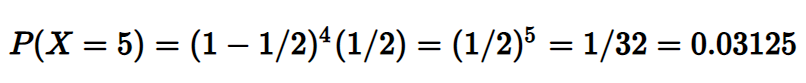 P(X = 5) = (1 − 1/2)⁴(1/2) = (1/2)⁵ = 1/32 = 0.03125